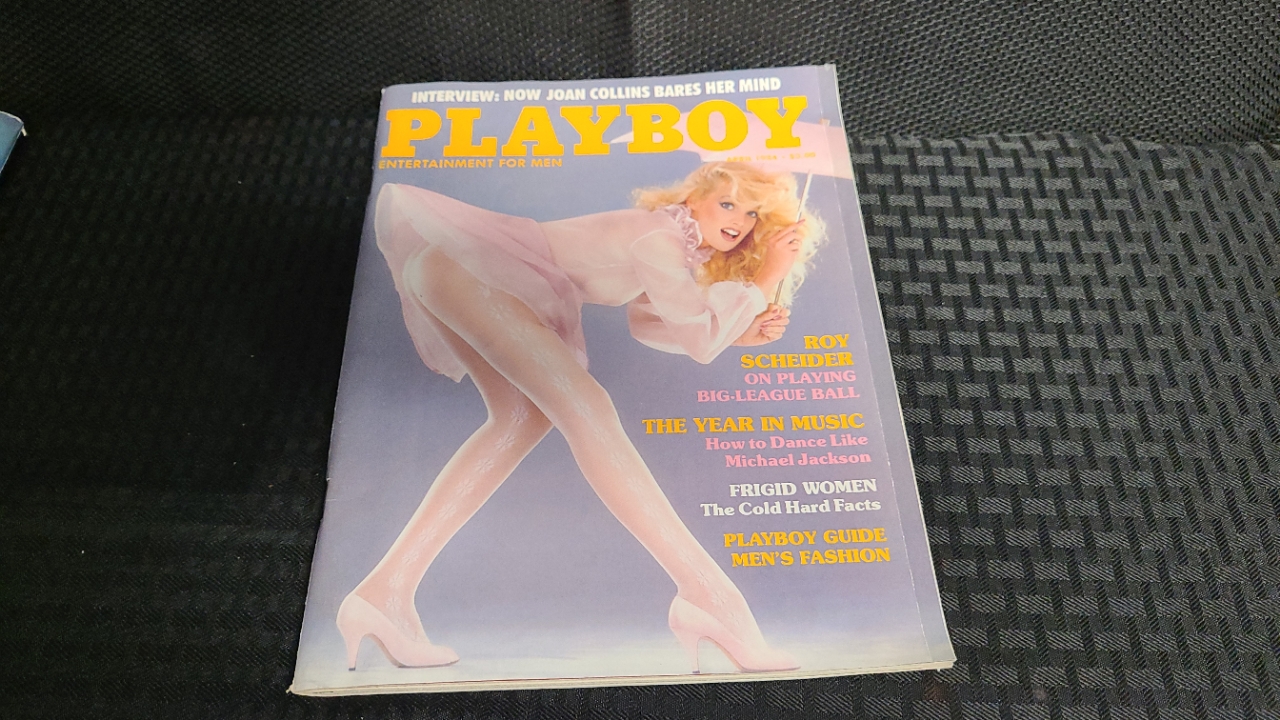 INTERVIEW: NOW JOAN COLLINS BARES HER MIND
PLAYBOY
ENTERTAINMENT FOR MEN
ROY
SCHEIDER
ON PLAYING
BIG-LEAGUE BALL
THE YEAR IN MUSIC
How to Dance Like
Michael Jackson
FRIGID WOMEN
The Cold Hard Facts
PLAYBOY GUIDE
MEN'S FASHION